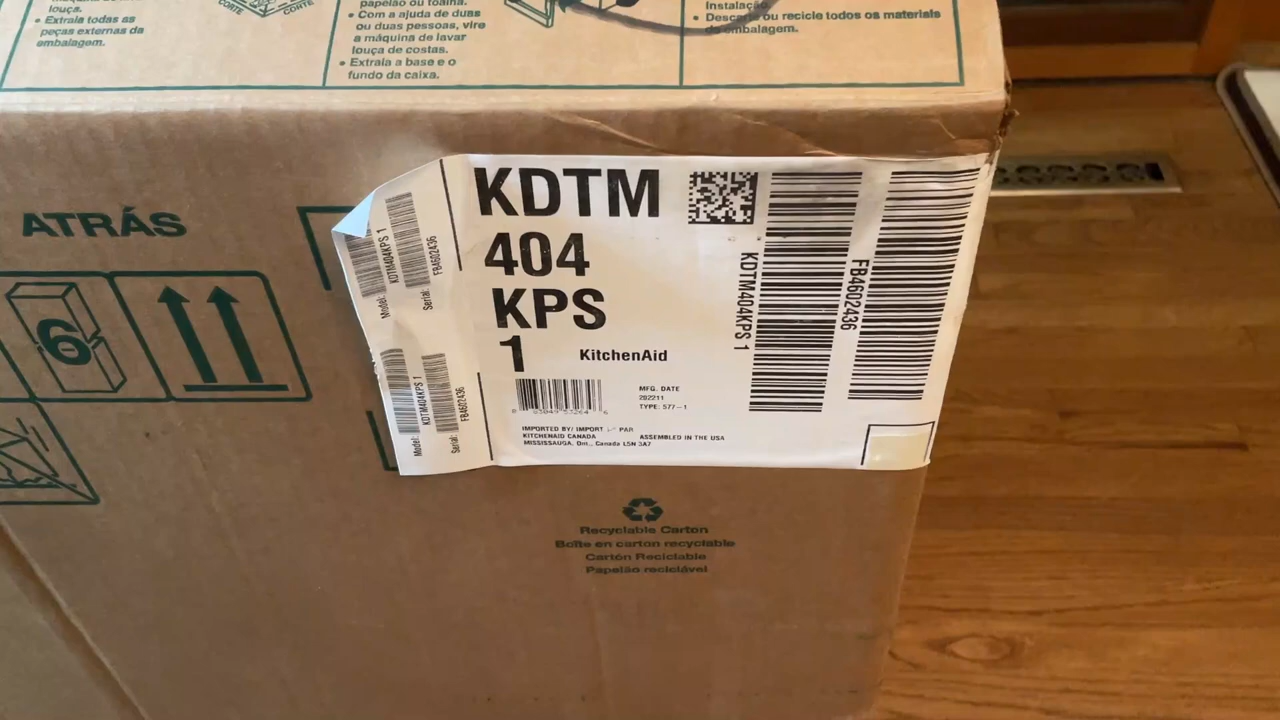 louça.
• Extraia todas as
peças externas da
embalagem.
CORTE
CORTE
papelão ou toalha.
• Com a ajuda de duas
ou duas pessoas, vire
a máquina de lavar
louça de costas.
• Extraia a base e o
fundo da caixa.
Instalação
• Descarte ou recicle todos os materiais
da embalagem.
ATRÁS
6
Model:
KDTM404KPS 1
Serial:
FB4602436
Model:
KDTM404KPS 1
Serial:
FB4602436
KDTM
404
KPS
1
KitchenAid
MFG. DATE
202211
TYPE: 577-1
IMPORTED BY/ IMPORT PAR
KITCHENAID CANADA ASSEMBLED IN THE USA
MISSISSAUGA, Ont., Canada L5N 3A7
KDTM404KPS 1
FB4602436
Recyclable Carton
Boîte en carton recyclable
Cartón Reciclable
Papelão reciclável